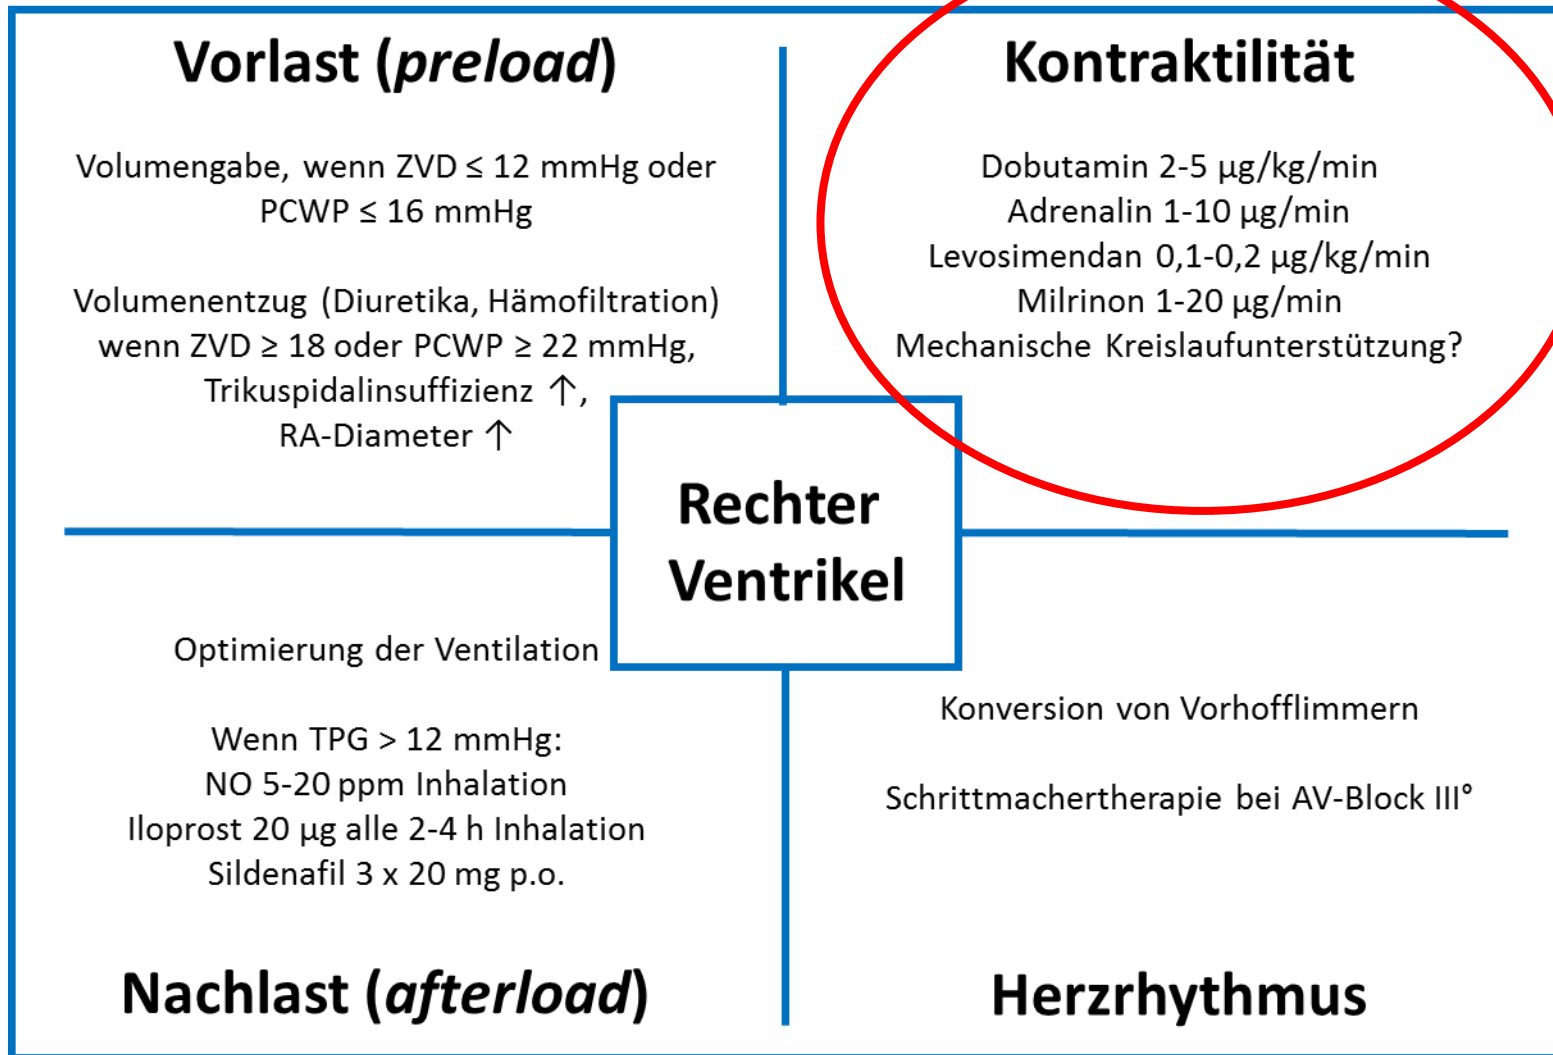 Vorlast (preload)
Volumengabe, wenn ZVD ≤ 12 mmHg oder
PCWP ≤ 16 mmHg
Volumenentzug (Diuretika, Hämofiltration)
wenn ZVD ≥ 18 oder PCWP ≥ 22 mmHg,
Trikuspidalinsuffizienz ↑,
RA-Diameter ↑
Kontraktilität
Dobutamin 2-5 µg/kg/min
Adrenalin 1-10 µg/min
Levosimendan 0,1-0,2 µg/kg/min
Milrinon 1-20 µg/min
Mechanische Kreislaufunterstützung?
Rechter
Ventrikel
Optimierung der Ventilation
Wenn TPG > 12 mmHg:
NO 5-20 ppm Inhalation
Iloprost 20 µg alle 2-4 h Inhalation
Sildenafil 3 x 20 mg p.o.
Nachlast (afterload)
Konversion von Vorhofflimmern
Schrittmachertherapie bei AV-Block III°
Herzrhythmus